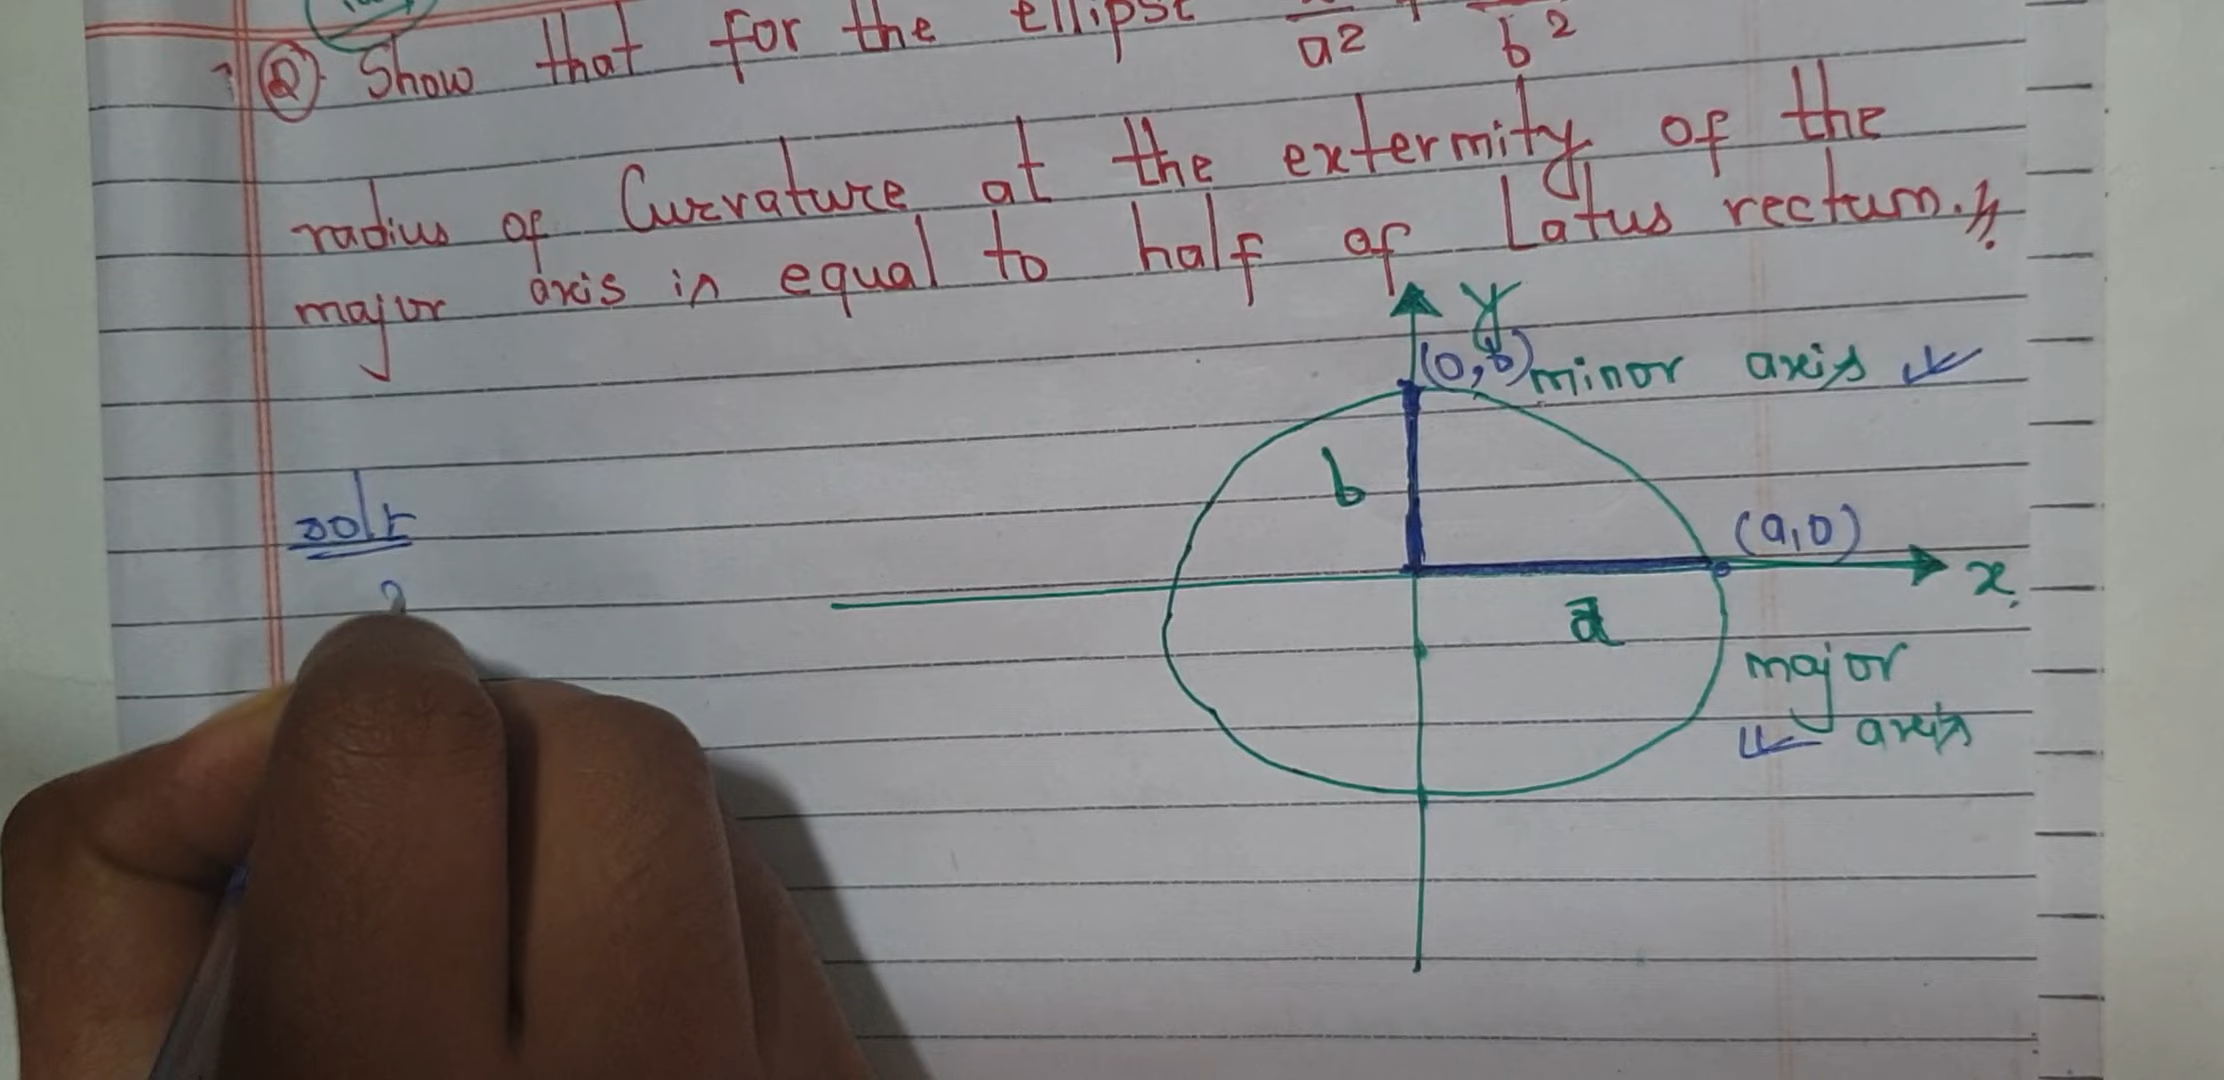 Q) Show that for the ellipse a² + b²
radius of Curvature at the extermity of the
major axis is equal to half of Latus rectum.
y
(0,b) minor axis
b
soln
(a,0)
x
a
major
axis